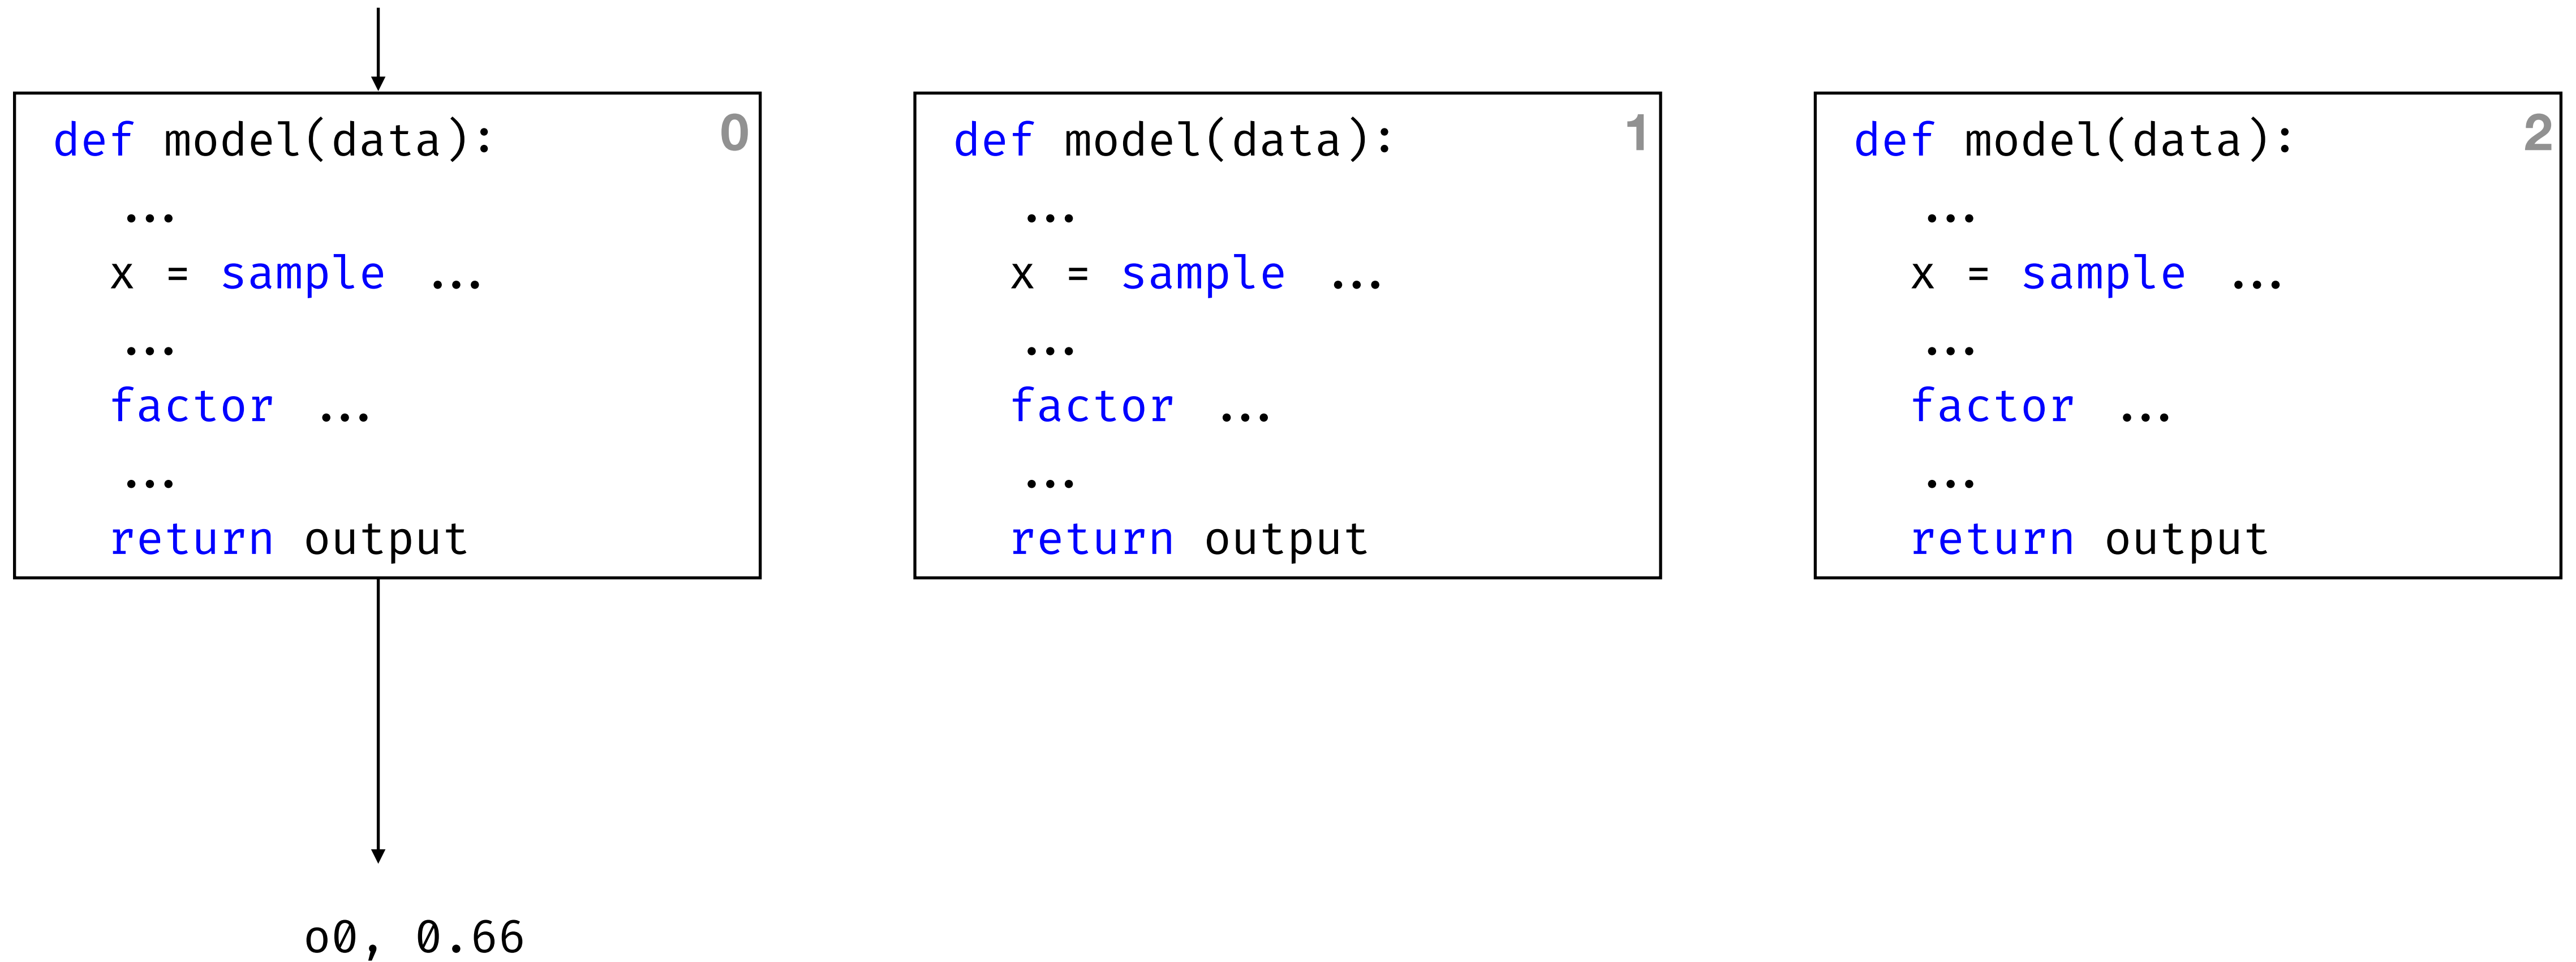 def model(data): 0
...
x = sample ...
...
factor ...
...
return output
def model(data): 1
...
x = sample ...
...
factor ...
...
return output
def model(data): 2
...
x = sample ...
...
factor ...
...
return output
o0, 0.66